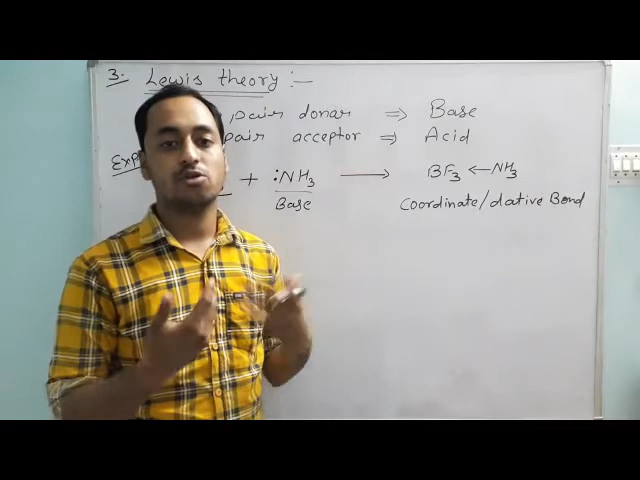 3. Lewis theory :-
pair donar ⇒ Base
pair acceptor ⇒ Acid
Exp
+ :NH3 → BF3 ← NH3
Base coordinate/dative Bond